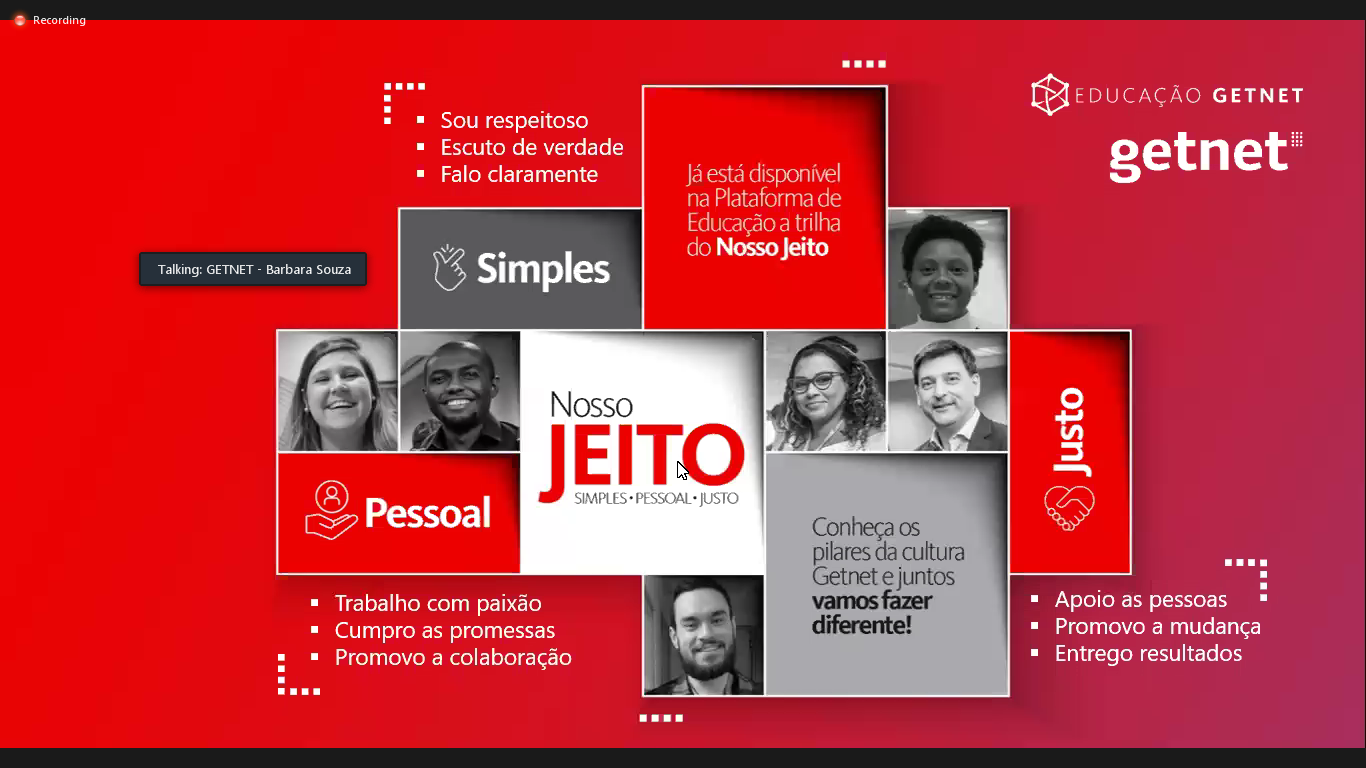 Recording
EDUCAÇÃO GETNET
getnet
Sou respeitoso
Escuto de verdade
Falo claramente
Já está disponível
na Plataforma de
Educação a trilha
do Nosso Jeito
Talking: GETNET - Barbara Souza
Simples
Nosso
JEITO
SIMPLES • PESSOAL • JUSTO
Justo
Pessoal
Conheça os
pilares da cultura
Getnet e juntos
vamos fazer
diferente!
Trabalho com paixão
Cumpro as promessas
Promovo a colaboração
Apoio as pessoas
Promovo a mudança
Entrego resultados